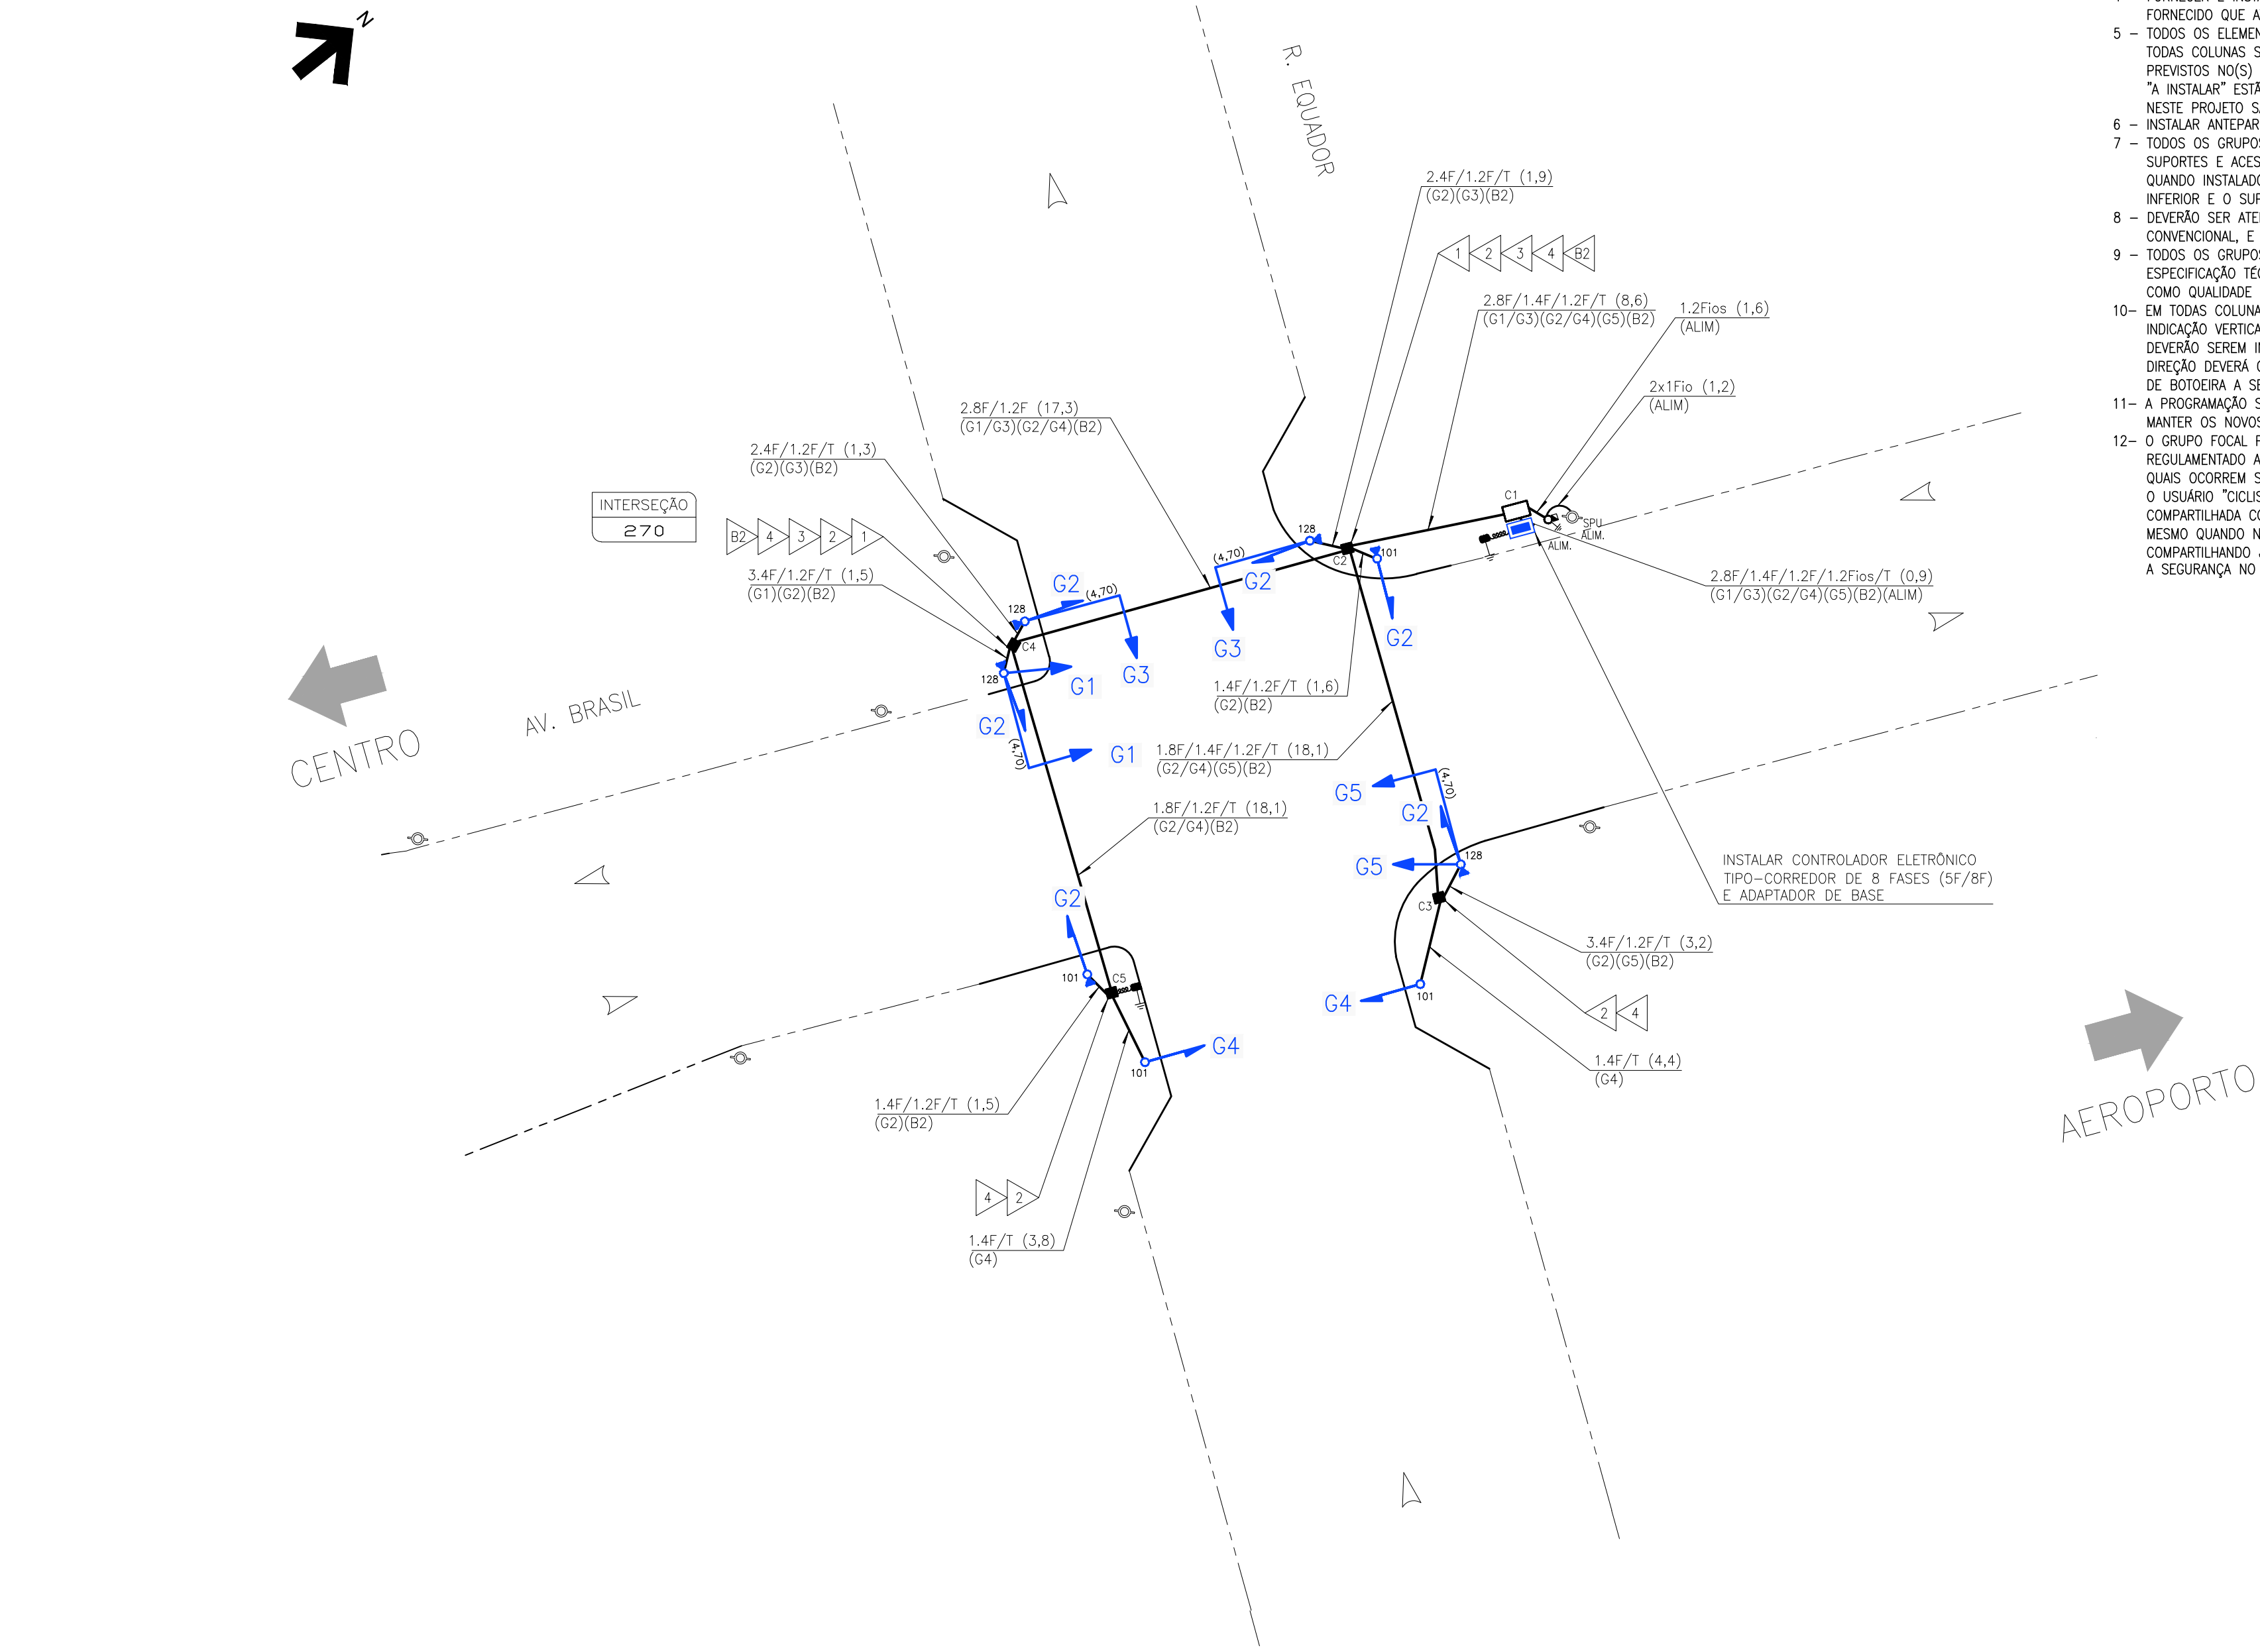 N
R. EQUADOR
4 – FORNECER E INST
FORNECIDO QUE A
5 – TODOS OS ELEMEN
TODAS COLUNAS S
PREVISTOS NO(S)
"A INSTALAR" EST
NESTE PROJETO S
6 – INSTALAR ANTEPAR
7 – TODOS OS GRUPOS
SUPORTES E ACES
QUANDO INSTALADO
INFERIOR E O SUP
8 – DEVERÃO SER ATE
CONVENCIONAL, E
9 – TODOS OS GRUPOS
ESPECIFICAÇÃO TÉC
COMO QUALIDADE
10– EM TODAS COLUNA
INDICAÇÃO VERTICA
DEVERÃO SEREM I
DIREÇÃO DEVERÁ
DE BOTOEIRA A SE
11– A PROGRAMAÇÃO S
MANTER OS NOVOS
12– O GRUPO FOCAL
REGULAMENTADO A
QUAIS OCORREM S
O USUÁRIO "CICLIS
COMPARTILHADA CO
MESMO QUANDO N
COMPARTILHANDO
A SEGURANÇA NO
2.4F/1.2F/T (1,9)
(G2)(G3)(B2)
1 2 3 4 B2
2.8F/1.4F/1.2F/T (8,6)
(G1/G3)(G2/G4)(G5)(B2)
1.2Fios (1,6)
(ALIM)
2x1Fio (1,2)
(ALIM)
2.8F/1.2F (17,3)
(G1/G3)(G2/G4)(B2)
2.4F/1.2F/T (1,3)
(G2)(G3)(B2)
INTERSEÇÃO
270
B2 4 3 2 1
3.4F/1.2F/T (1,5)
(G1)(G2)(B2)
C1
SPU
ALIM.
ALIM.
128
C2
101
(4,70)
G2
G3
G2
2.8F/1.4F/1.2F/1.2Fios/T (0,9)
(G1/G3)(G2/G4)(G5)(B2)(ALIM)
G2
(4,70)
128
C4
G3
128
G1
G2
(4,70)
G1
1.4F/1.2F/T (1,6)
(G2)(B2)
AV. BRASIL
CENTRO
1.8F/1.4F/1.2F/T (18,1)
(G2/G4)(G5)(B2)
1.8F/1.2F/T (18,1)
(G2/G4)(B2)
G5
(4,70)
G2
128
G5
C3
INSTALAR CONTROLADOR ELETRÔNICO
TIPO–CORREDOR DE 8 FASES (5F/8F)
E ADAPTADOR DE BASE
G2
101
C5
G4
101
3.4F/1.2F/T (3,2)
(G2)(G5)(B2)
2 4
G4
101
1.4F/T (4,4)
(G4)
1.4F/1.2F/T (1,5)
(G2)(B2)
AEROPORTO
4 2
1.4F/T (3,8)
(G4)